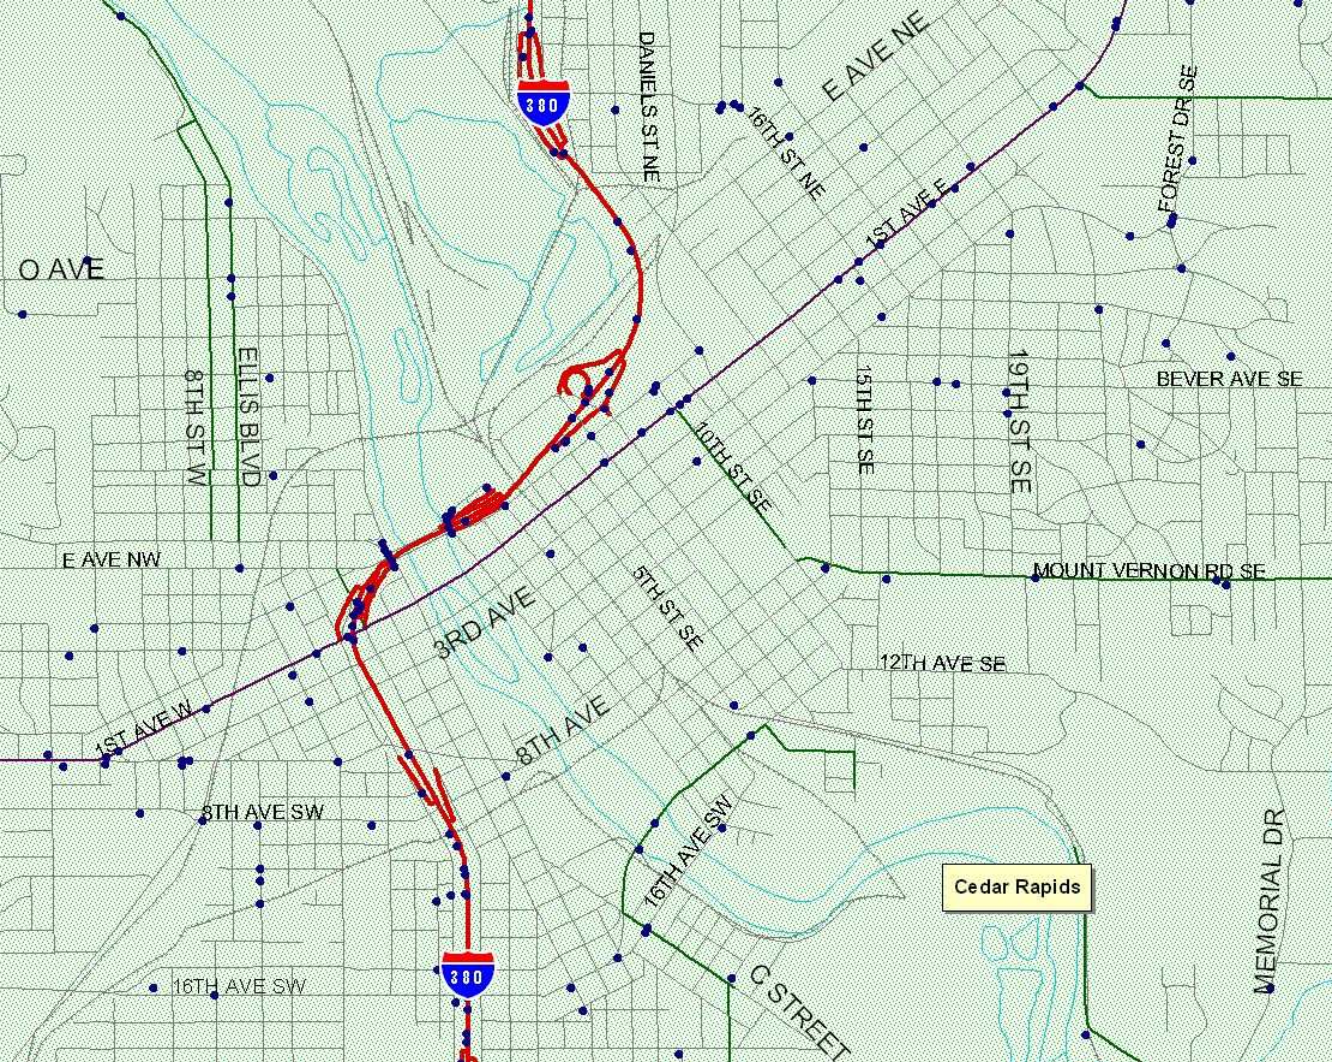 DANIELS ST NE
E AVE NE
380
16TH ST NE
FOREST DR SE
1ST AVE E
O AVE
8TH ST W
ELLIS BLVD
15TH ST SE
19TH ST SE
BEVER AVE SE
10TH ST SE
E AVE NW
MOUNT VERNON RD SE
3RD AVE
5TH ST SE
12TH AVE SE
1ST AVE W
8TH AVE
8TH AVE SW
16TH AVE SW
Cedar Rapids
MEMORIAL DR
380
16TH AVE SW
C STREET